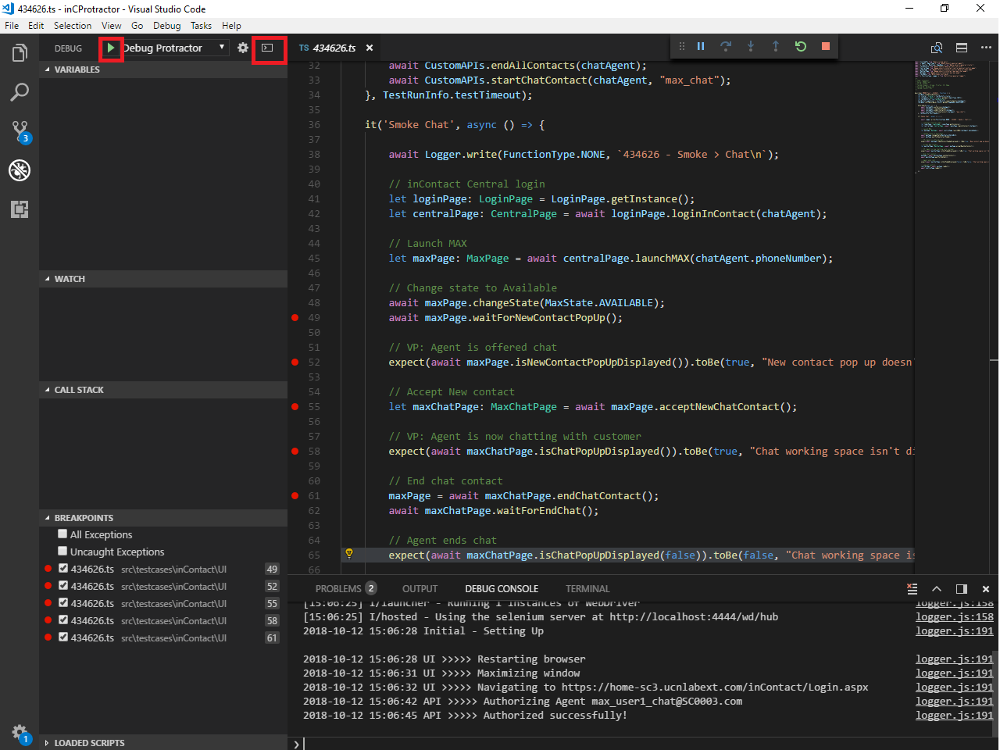 434626.ts - inCProtractor - Visual Studio Code
File Edit Selection View Go Debug Tasks Help
DEBUG Debug Protractor
TS 434626.ts
VARIABLES
WATCH
CALL STACK
BREAKPOINTS
All Exceptions
Uncaught Exceptions
434626.ts src\testcases\inContact\UI 49
434626.ts src\testcases\inContact\UI 52
434626.ts src\testcases\inContact\UI 55
434626.ts src\testcases\inContact\UI 58
434626.ts src\testcases\inContact\UI 61
LOADED SCRIPTS
3
1
32 await CustomAPIs.endAllContacts(chatAgent);
33 await CustomAPIs.startChatContact(chatAgent, "max_chat");
34 }, TestRunInfo.testTimeout);
35
36 it('Smoke Chat', async () => {
37
38 await Logger.write(FunctionType.NONE, `434626 - Smoke > Chat\n`);
39
40 // inContact Central login
41 let loginPage: LoginPage = LoginPage.getInstance();
42 let centralPage: CentralPage = await loginPage.loginInContact(chatAgent);
43
44 // Launch MAX
45 let maxPage: MaxPage = await centralPage.launchMAX(chatAgent.phoneNumber);
46
47 // Change state to Available
48 await maxPage.changeState(MaxState.AVAILABLE);
49 await maxPage.waitForNewContactPopUp();
50
51 // VP: Agent is offered chat
52 expect(await maxPage.isNewContactPopUpDisplayed()).toBe(true, "New contact pop up doesn'
53
54 // Accept New contact
55 let maxChatPage: MaxChatPage = await maxPage.acceptNewChatContact();
56
57 // VP: Agent is now chatting with customer
58 expect(await maxChatPage.isChatPopUpDisplayed()).toBe(true, "Chat working space isn't di
59
60 // End chat contact
61 maxPage = await maxChatPage.endChatContact();
62 await maxChatPage.waitForEndChat();
63
64 // Agent ends chat
65 expect(await maxChatPage.isChatPopUpDisplayed(false)).toBe(false, "Chat working space is
66
PROBLEMS 2 OUTPUT DEBUG CONSOLE TERMINAL
[15:06:25] I/launcher - Running 1 instances of WebDriver logger.js:158
[15:06:25] I/hosted - Using the selenium server at http://localhost:4444/wd/hub logger.js:158
2018-10-12 15:06:28 Initial - Setting Up logger.js:191
2018-10-12 15:06:28 UI >>>>> Restarting browser logger.js:191
2018-10-12 15:06:31 UI >>>>> Maximizing window logger.js:191
2018-10-12 15:06:32 UI >>>>> Navigating to https://home-sc3.ucnlabext.com/inContact/Login.aspx logger.js:191
2018-10-12 15:06:42 API >>>>> Authorizing Agent max_user1_chat@SC0003.com logger.js:191
2018-10-12 15:06:45 API >>>>> Authorized successfully! logger.js:191